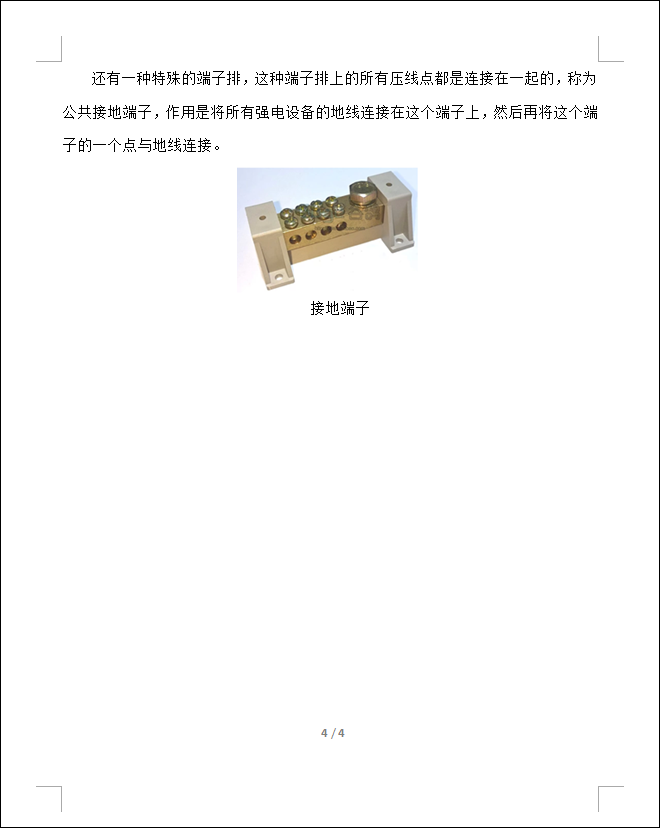 还有一种特殊的端子排，这种端子排上的所有压线点都是连接在一起的，称为
公共接地端子，作用是将所有强电设备的地线连接在这个端子上，然后再将这个端
子的一个点与地线连接。
接地端子
4 / 4